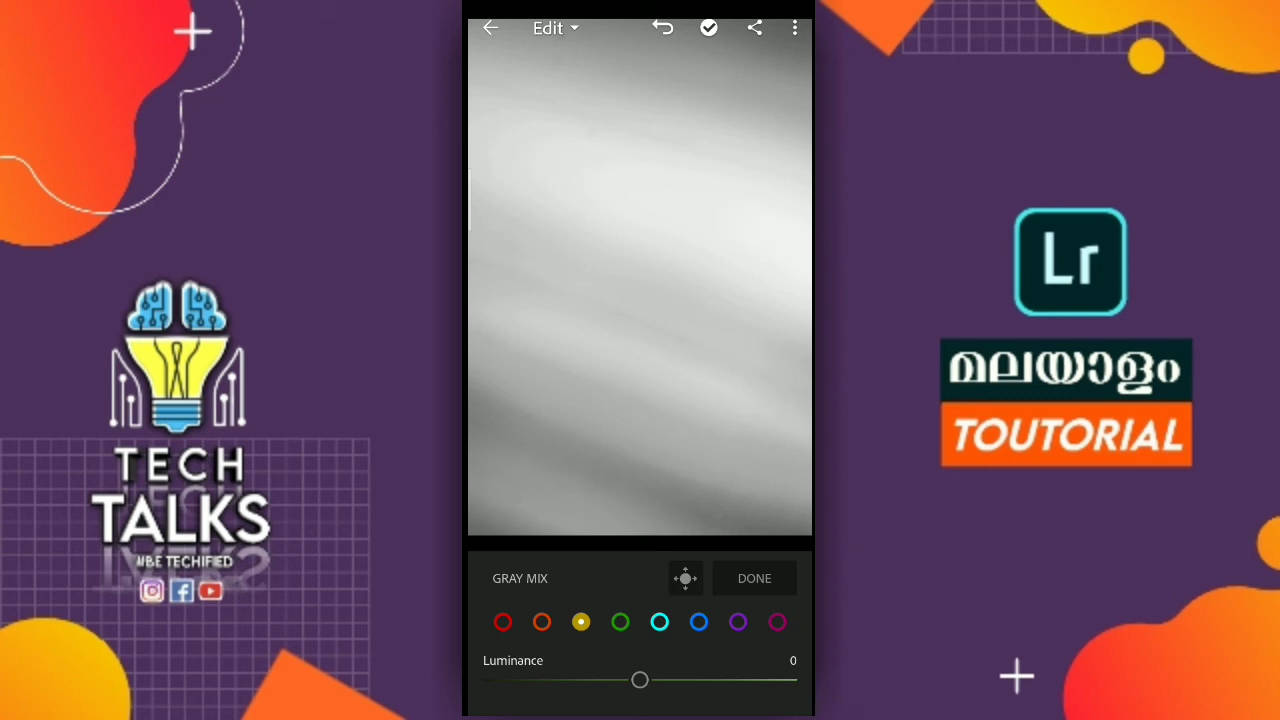 Edit
TECH
TALKS
#BE TECHIFIED
Lr
മലയാളം
TOUTORIAL
GRAY MIX
DONE
Luminance
0